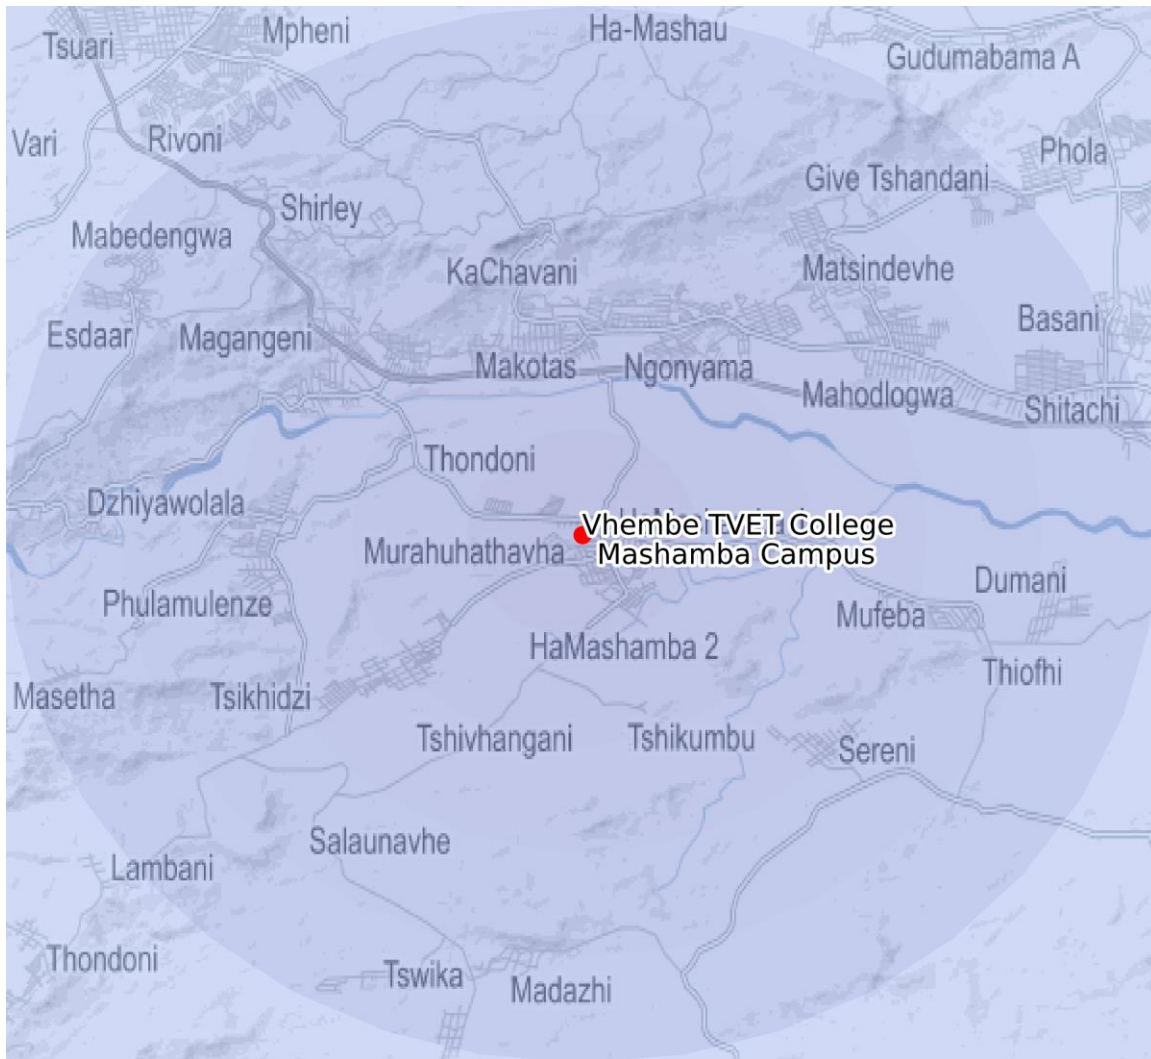 Mpheni
Ha-Mashau
Tsuari
Gudumabama A
Vari
Rivoni
Phola
Give Tshandani
Shirley
Mabedengwa
KaChavani
Matsindevhe
Esdaar
Magangeni
Basani
Makotas
Ngonyama
Mahodlogwa
Shitachi
Thondoni
Dzhiyawolala
Vhembe TVET College
Mashamba Campus
Murahuhathavha
Phulamulenze
Dumani
Mufeba
HaMashamba 2
Thiofhi
Masetha
Tsikhidzi
Tshivhangani
Tshikumbu
Sereni
Salaunavhe
Lambani
Thondoni
Tswika
Madazhi